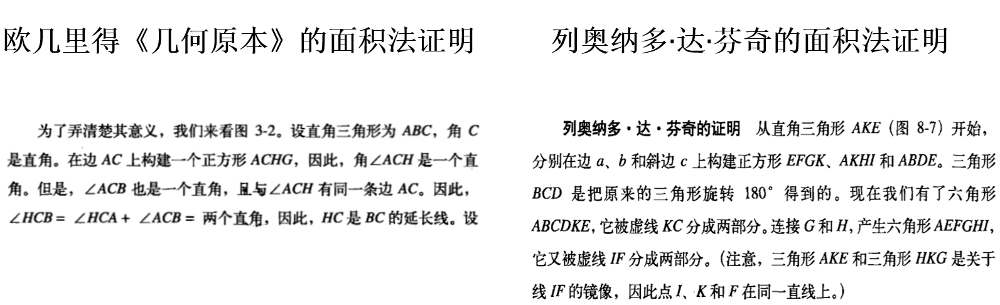 欧几里得《几何原本》的面积法证明
为了弄清楚其意义，我们来看图 3-2。设直角三角形为 ABC，角 C
是直角。在边 AC 上构建一个正方形 ACHG，因此，角∠ACH 是一个直
角。但是，∠ACB 也是一个直角，且与∠ACH 有同一条边 AC。因此，
∠HCB = ∠HCA + ∠ACB = 两个直角，因此，HC 是 BC 的延长线。设
列奥纳多·达·芬奇的面积法证明
列奥纳多·达·芬奇的证明 从直角三角形 AKE（图 8-7）开始，
分别在边 a、b 和斜边 c 上构建正方形 EFGK、AKHI 和 ABDE。三角形
BCD 是把原来的三角形旋转 180° 得到的。现在我们有了六角形
ABCDKE，它被虚线 KC 分成两部分。连接 G 和 H，产生六角形 AEFGHI，
它又被虚线 IF 分成两部分。（注意，三角形 AKE 和三角形 HKG 是关于
线 IF 的镜像，因此点 I、K 和 F 在同一直线上。）